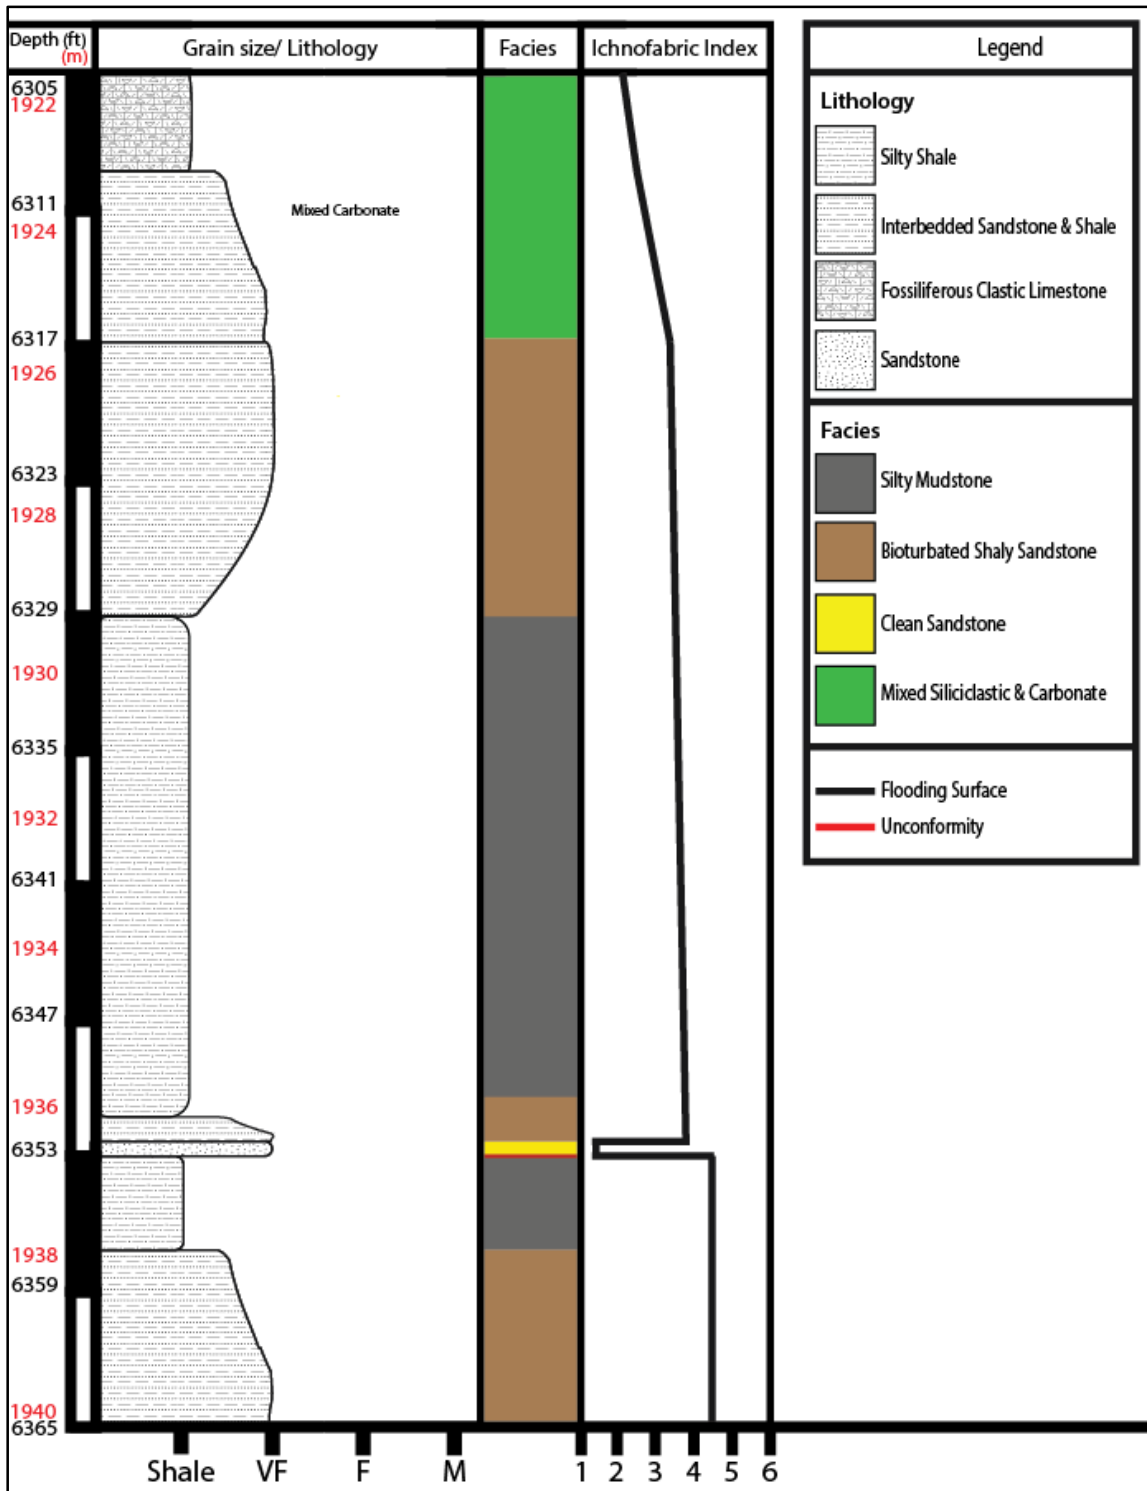 Depth (ft)
(m)
Grain size/ Lithology
Facies
Ichnofabric Index
6305
1922
6311
1924
6317
1926
6323
1928
6329
1930
6335
1932
6341
1934
6347
1936
6353
1938
6359
1940
6365
Mixed Carbonate
Shale VF F M
1 2 3 4 5 6
Legend
Lithology
Silty Shale
Interbedded Sandstone & Shale
Fossiliferous Clastic Limestone
Sandstone
Facies
Silty Mudstone
Bioturbated Shaly Sandstone
Clean Sandstone
Mixed Siliciclastic & Carbonate
Flooding Surface
Unconformity